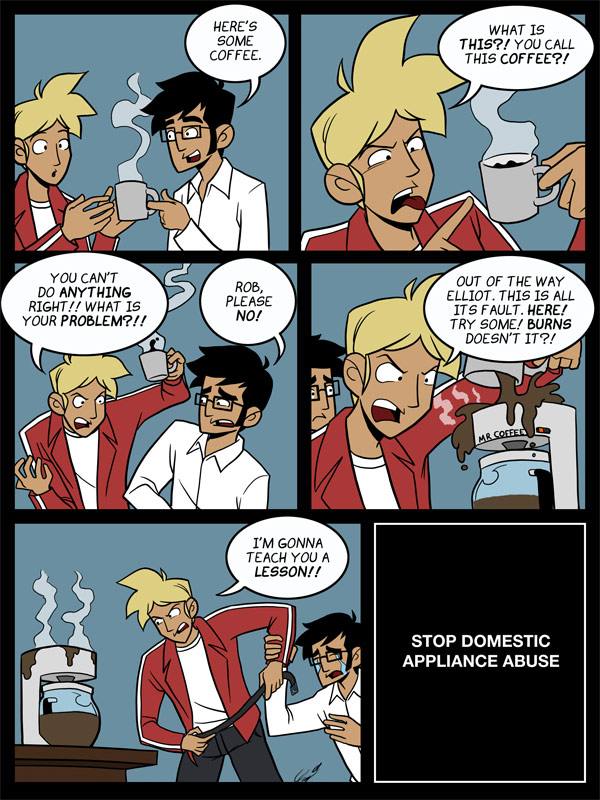 HERE'S
SOME
COFFEE.
WHAT IS
THIS?! YOU CALL
THIS COFFEE?!
YOU CAN'T
DO ANYTHING
RIGHT!! WHAT IS
YOUR PROBLEM?!!
ROB,
PLEASE
NO!
OUT OF THE WAY
ELLIOT. THIS IS ALL
ITS FAULT. HERE!
TRY SOME! BURNS
DOESN'T IT?!
MR COFFEE
I'M GONNA
TEACH YOU A
LESSON!!
STOP DOMESTIC
APPLIANCE ABUSE